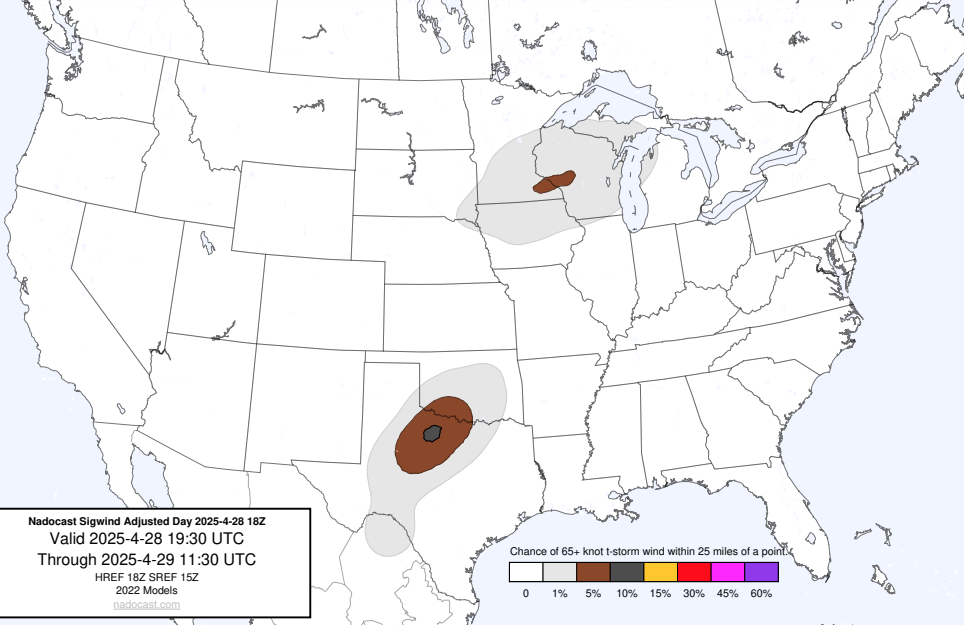 Nadocast Sigwind Adjusted Day 2025-4-28 18Z
Valid 2025-4-28 19:30 UTC
Through 2025-4-29 11:30 UTC
HREF 18Z SREF 15Z
2022 Models
nadocast.com
Chance of 65+ knot t-storm wind within 25 miles of a point.
0 1% 5% 10% 15% 30% 45% 60%